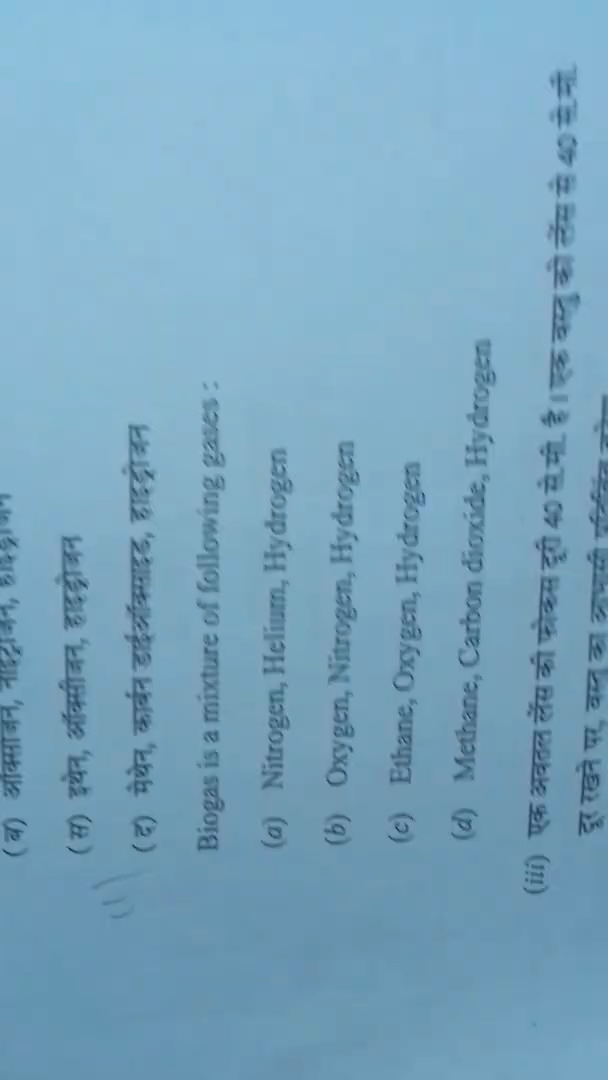 (ब) ऑक्सीजन, नाइट्रोजन, हाइड्रोजन
(स) इथेन, ऑक्सीजन, हाइड्रोजन
(द) मेथेन, कार्बन डाईऑक्साइड, हाइड्रोजन
Biogas is a mixture of following gases :
(a) Nitrogen, Helium, Hydrogen
(b) Oxygen, Nitrogen, Hydrogen
(c) Ethane, Oxygen, Hydrogen
(d) Methane, Carbon dioxide, Hydrogen
(iii) एक अवतल लेंस की फोकस दूरी 40 से.मी. है। एक वस्तु को लेंस से 40 से.मी.
दूर रखने पर, वस्तु का आभासी प्रतिबिंब